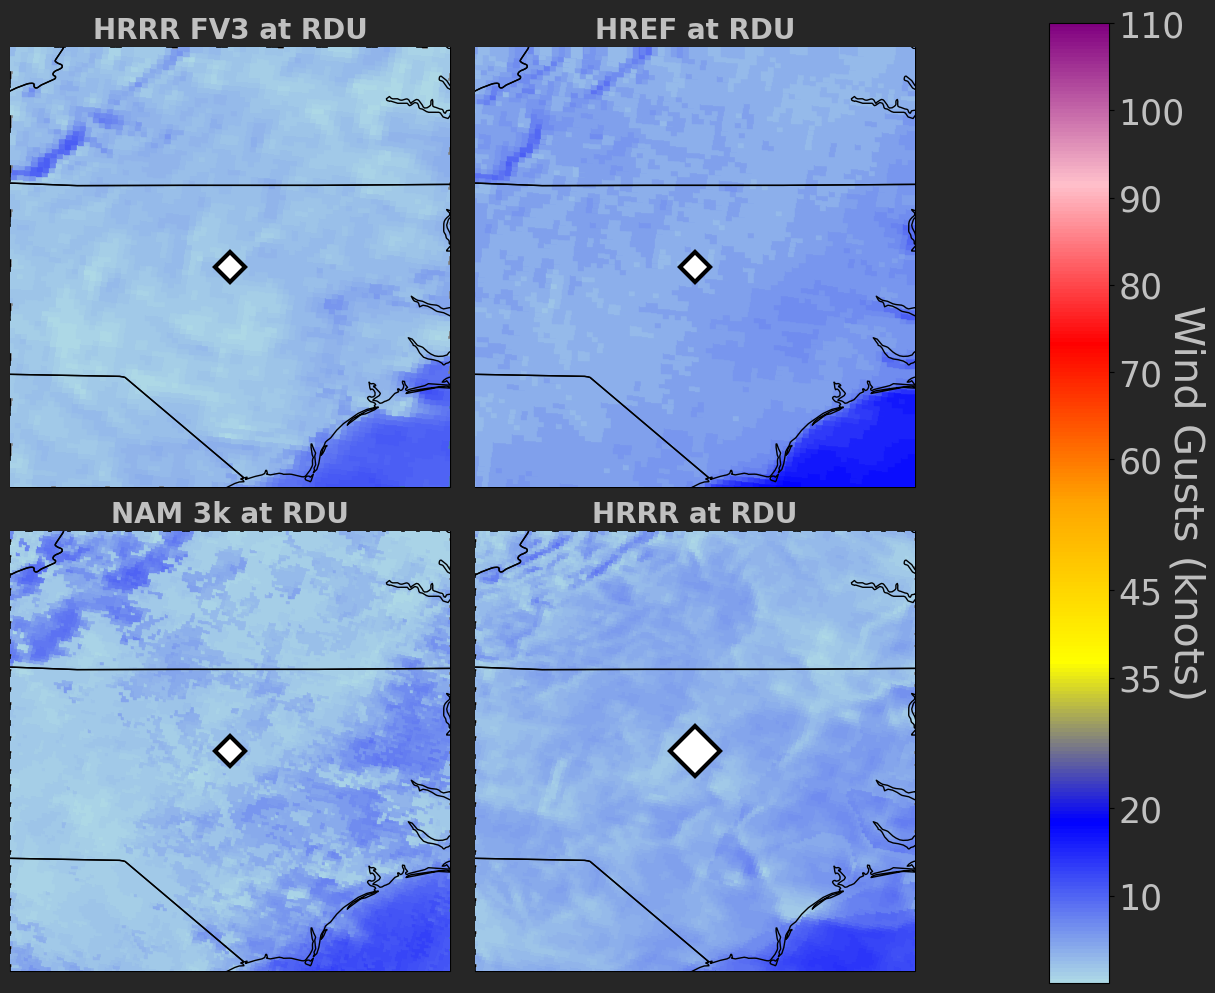 HRRR FV3 at RDU
HREF at RDU
NAM 3k at RDU
HRRR at RDU
110
100
90
80
70
60
45
35
20
10
Wind Gusts (knots)